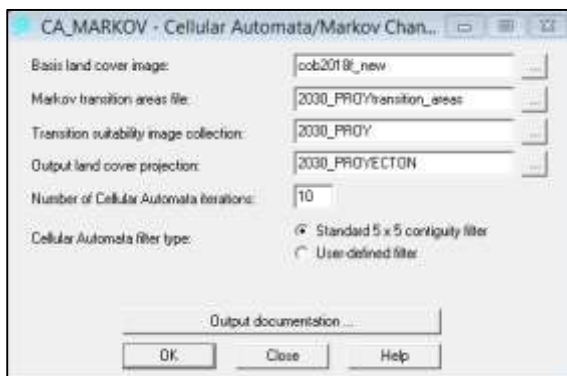 CA_MARKOV - Cellular Automata/Markov Chan...
Basis land cover image: cob2018f_new ...
Markov transition areas file: 2030_PROYtransition_areas ...
Transition suitability image collection: 2030_PROY ...
Output land cover projection: 2030_PROYECTON ...
Number of Cellular Automata iterations: 10
Cellular Automata filter type: Standard 5 x 5 contiguity filter
User-defined filter
Output documentation ...
OK Close Help